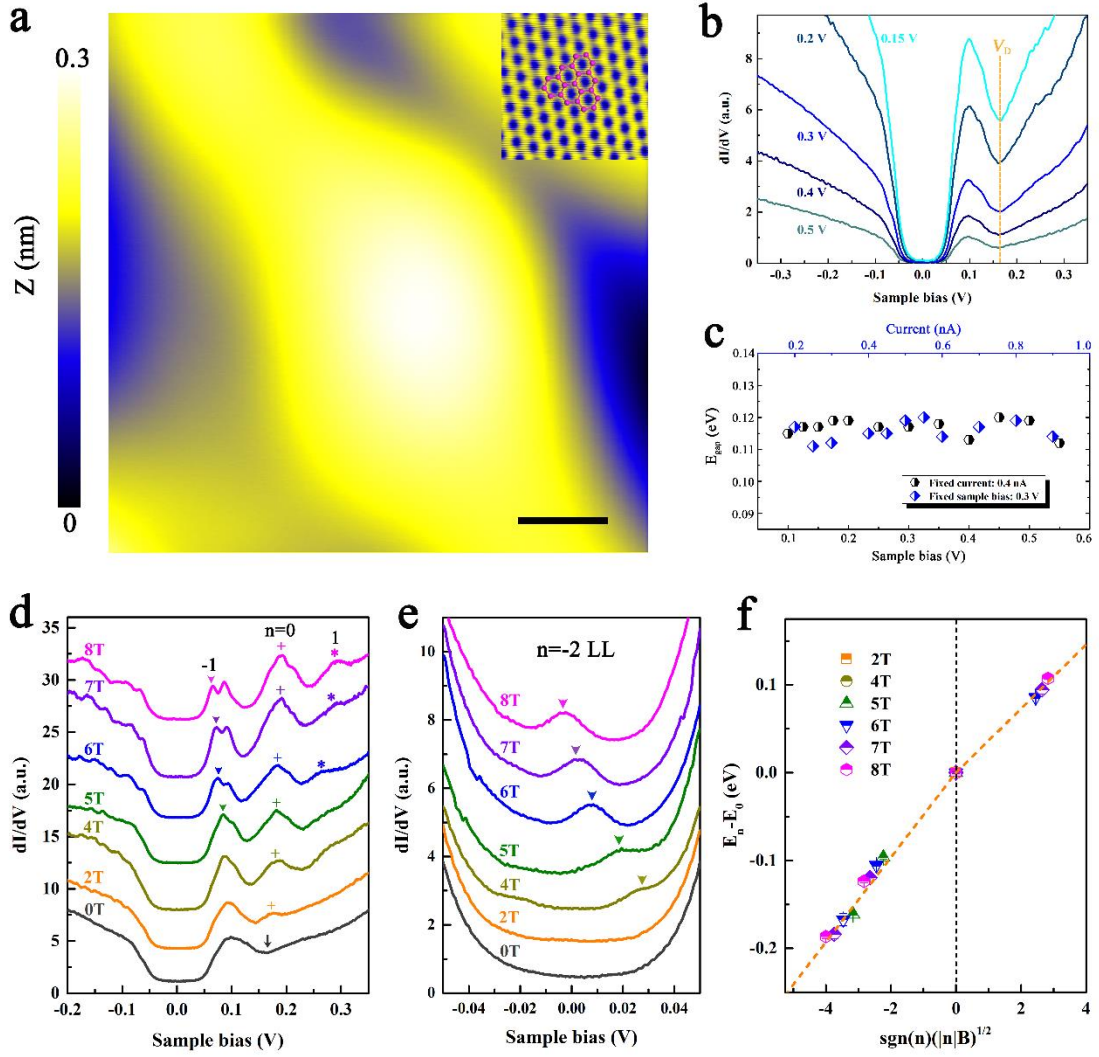 a
0.3
Z (nm)
0
b
0.2 V
0.15 V
V_D
0.3 V
0.4 V
0.5 V
dI/dV (a.u.)
8
6
4
2
0
-0.3 -0.2 -0.1 0.0 0.1 0.2 0.3
Sample bias (V)
c
Current (nA)
0.2 0.4 0.6 0.8 1.0
E_gap (eV)
0.14
0.13
0.12
0.11
0.10
0.09
Fixed current: 0.4 nA
Fixed sample bias: 0.3 V
0.1 0.2 0.3 0.4 0.5 0.6
Sample bias (V)
d
n=0
-1
1
8T
7T
6T
5T
4T
2T
0T
dI/dV (a.u.)
35
30
25
20
15
10
5
0
-0.2 -0.1 0.0 0.1 0.2 0.3
Sample bias (V)
e
n=-2 LL
8T
7T
6T
5T
4T
2T
0T
dI/dV (a.u.)
10
8
6
4
2
0
-0.04 -0.02 0.00 0.02 0.04
Sample bias (V)
f
2T
4T
5T
6T
7T
8T
E_n-E_0 (eV)
0.1
0.0
-0.1
-0.2
-4 -2 0 2 4
sgn(n)(|n|B)^1/2